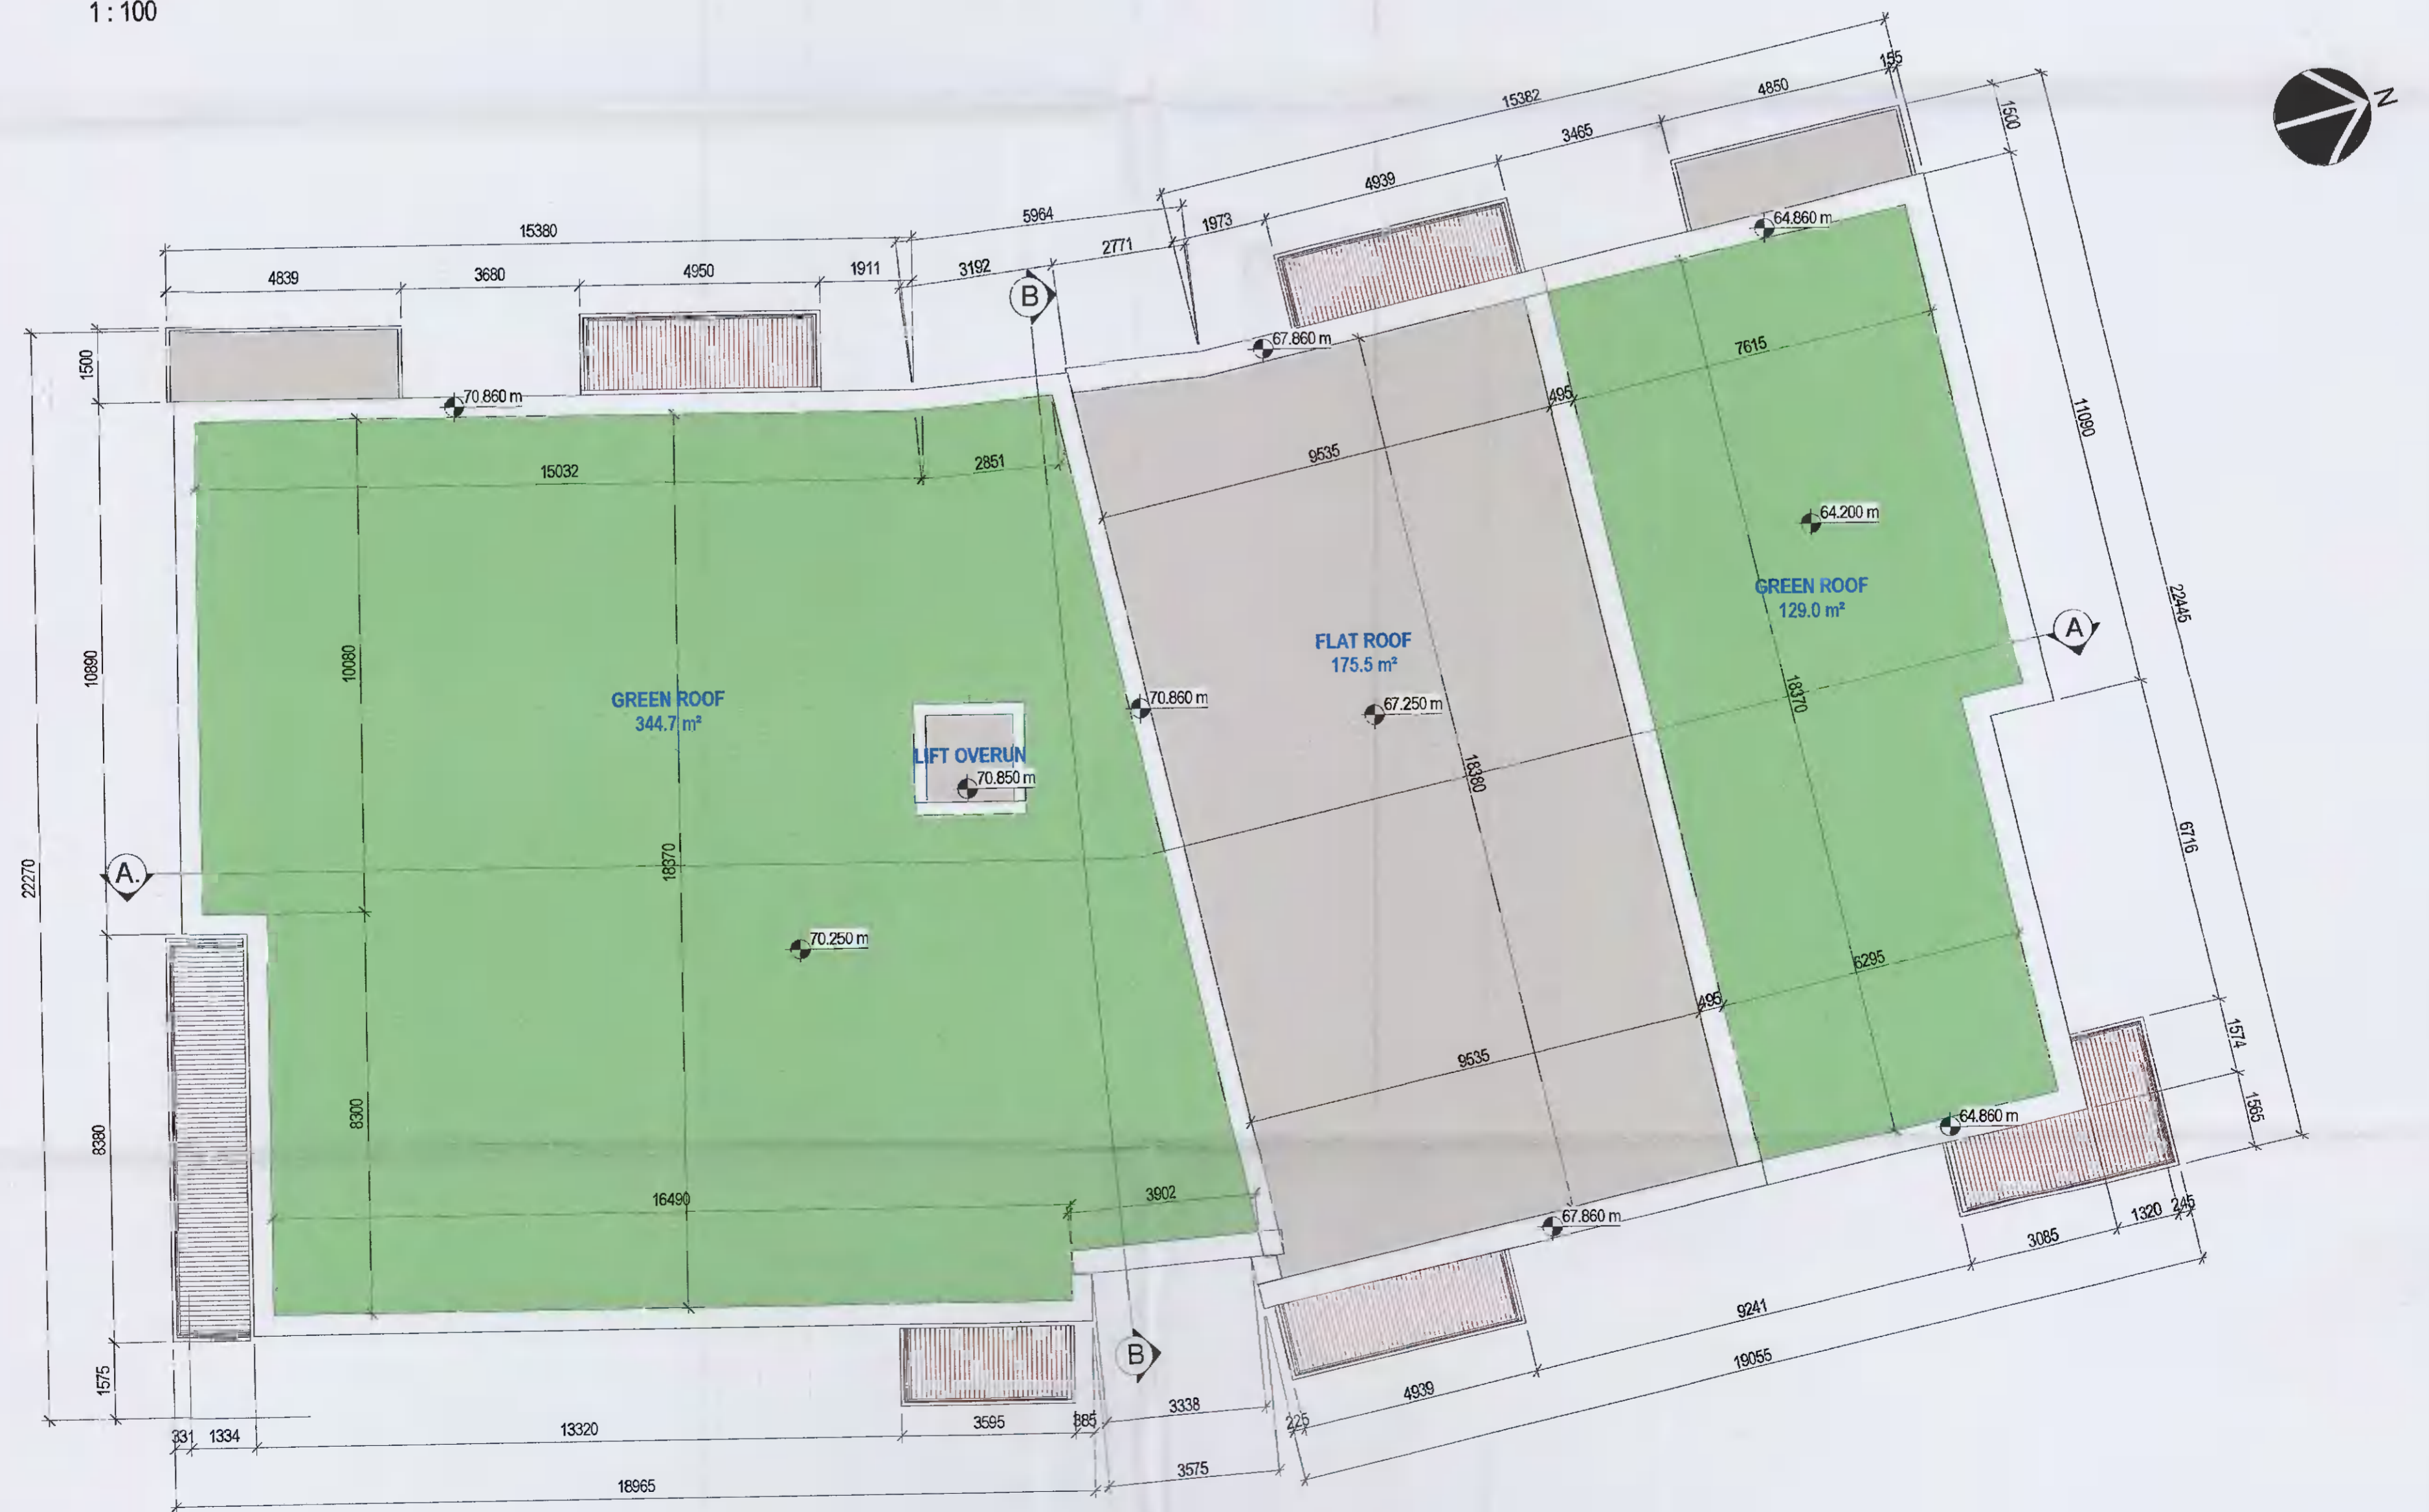 1 : 100
15382
155
4850
3465
1500
N
4939
1973
5964
2771
3192
15380
4839
3680
4950
1911
B
64.860 m
67.860 m
1500
70.860 m
7615
495
11090
15032
2851
9535
64.200 m
GREEN ROOF
129.0 m²
22445
A
10890
10080
GREEN ROOF
344.7 m²
FLAT ROOF
175.5 m²
70.860 m
67.250 m
18370
LIFT OVERUN
70.850 m
18380
6716
22270
A.
18370
70.250 m
6295
495
9535
1574
1565
8380
8300
64.860 m
16490
3902
67.860 m
1320
245
3085
9241
19055
1575
B
4939
225
3338
331
1334
13320
3595
385
3575
18965